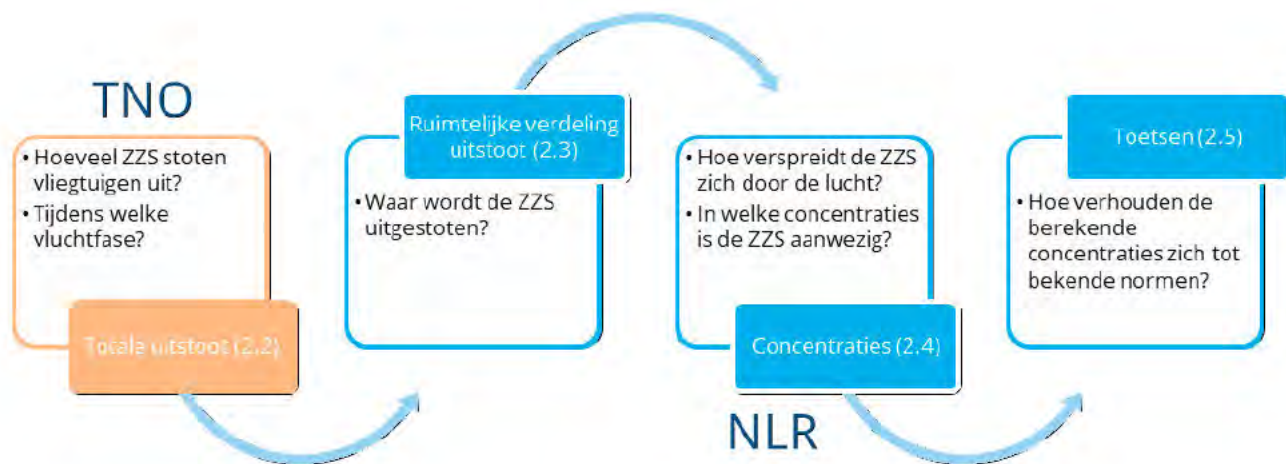 TNO
• Hoeveel ZZS stoten
vliegtuigen uit?
• Tijdens welke
vluchtfase?
Totale uitstoot (2.2)
Ruimtelijke verdeling
uitstoot (2.3)
• Waar wordt de ZZS
uitgestoten?
• Hoe verspreidt de ZZS
zich door de lucht?
• In welke concentraties
is de ZZS aanwezig?
Concentraties (2.4)
NLR
Toetsen (2.5)
• Hoe verhouden de
berekende
concentraties zich tot
bekende normen?